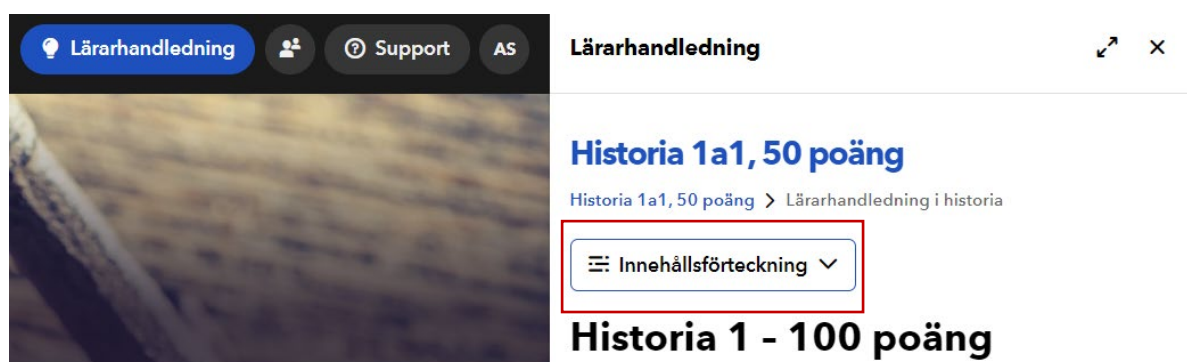 Lärarhandledning
Support
AS
Lärarhandledning
Historia 1a1, 50 poäng
Historia 1a1, 50 poäng > Lärarhandledning i historia
Innehållsförteckning
Historia 1 - 100 poäng